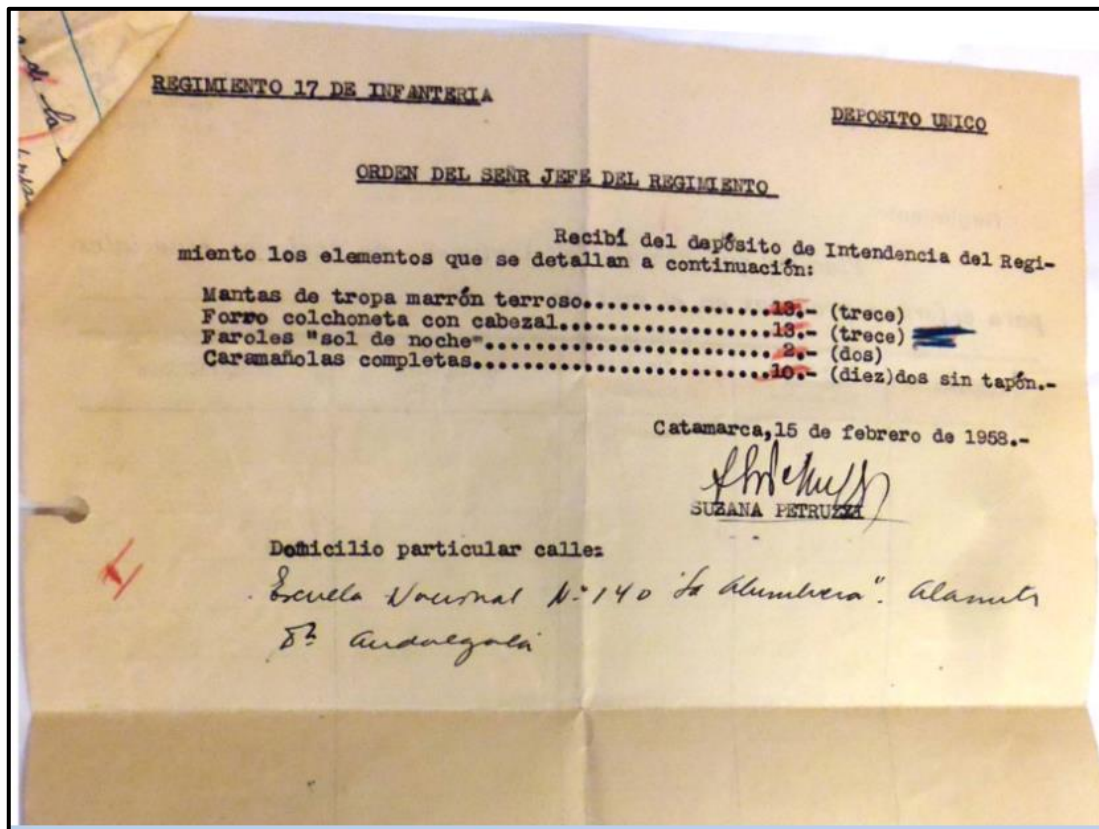 REGIMIENTO 17 DE INFANTERIA
DEPOSITO UNICO
ORDEN DEL SEÑR JEFE DEL REGIMIENTO
Recibí del depósito de Intendencia del Regi-
miento los elementos que se detallan a continuación:
Mantas de tropa marrón terroso....................13.- (trece)
Forro colchoneta con cabezal......................13.- (trece)
Faroles "sol de noche"............................ 2.- (dos)
Caramañolas completas.............................10.- (diez)dos sin tapón.-
Catamarca,15 de febrero de 1958.-
SUZANA PETRUZZI
Domicilio particular calle:
Escuela Nacional N° 140 "La Alumbrera".
Andalgalá